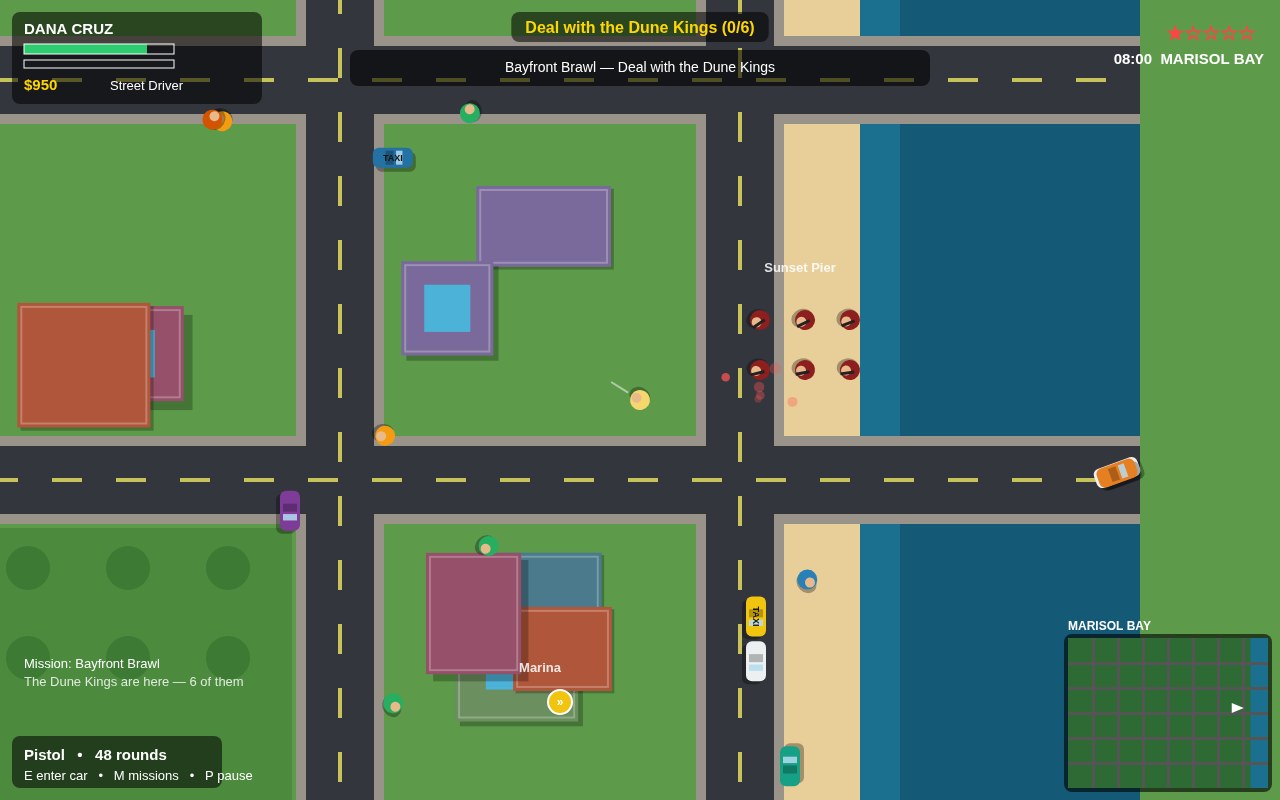 DANA CRUZ
$950 Street Driver
Deal with the Dune Kings (0/6)
Bayfront Brawl — Deal with the Dune Kings
★☆☆☆☆
08:00 MARISOL BAY
TAXI
Sunset Pier
TAXI
Marina
»
Mission: Bayfront Brawl
The Dune Kings are here — 6 of them
Pistol • 48 rounds
E enter car • M missions • P pause
MARISOL BAY